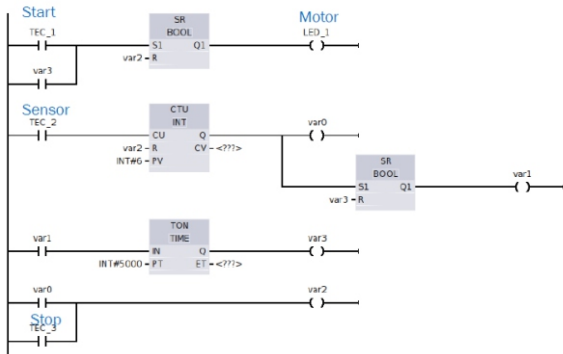 Start
Motor
SR
TEC_1
BOOL
LED_1
S1 Q1
var2 R
var3
CTU
Sensor
INT
TEC_2
var0
CU Q
var2 R CV <???>
INT#6 PV
SR
BOOL
var1
S1 Q1
var3 R
TON
TIME
var1
var3
IN Q
INT#5000 PT ET <???>
var0
var2
Stop
TEC_3